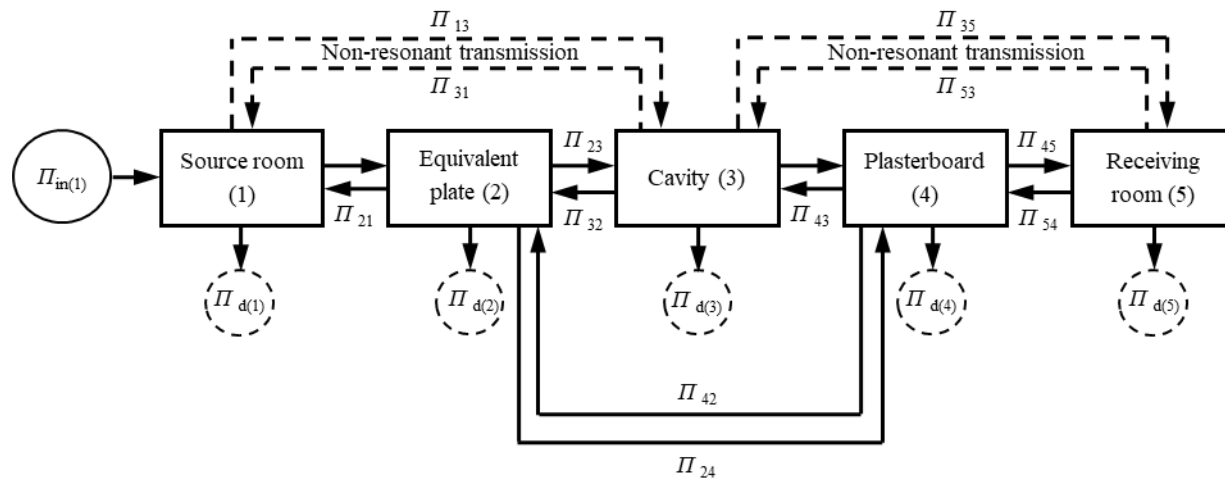 Π 13
Non-resonant transmission
Π 31
Π 35
Non-resonant transmission
Π 53
Π in(1)
Source room
(1)
Π 21
Equivalent
plate (2)
Π 23
Π 32
Cavity (3)
Π 43
Plasterboard
(4)
Π 45
Π 54
Receiving
room (5)
Π d(1)
Π d(2)
Π d(3)
Π d(4)
Π d(5)
Π 42
Π 24